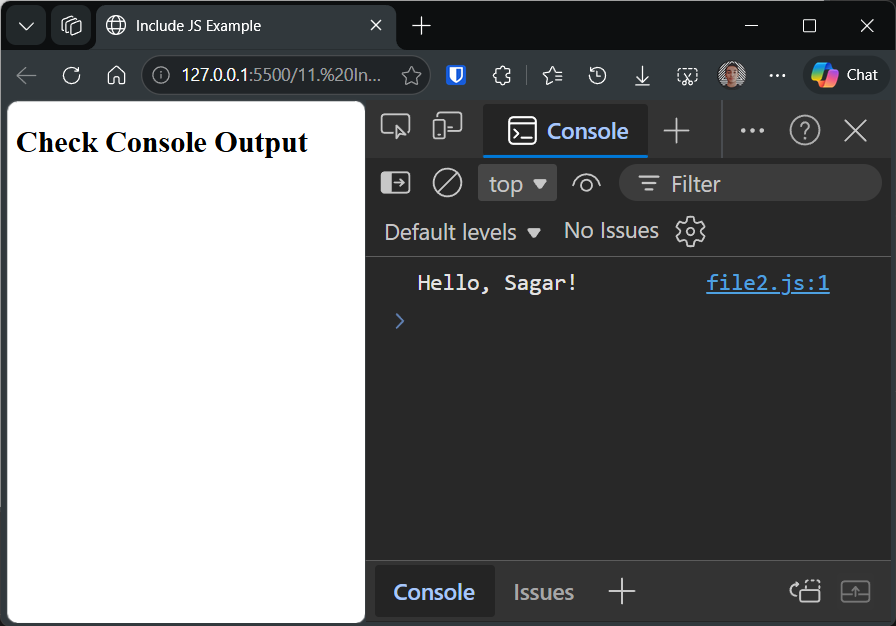 Include JS Example
127.0.0.1:5500/11.%20In...
Chat
Check Console Output
Console
top
Filter
Default levels
No Issues
Hello, Sagar!
file2.js:1
Console
Issues